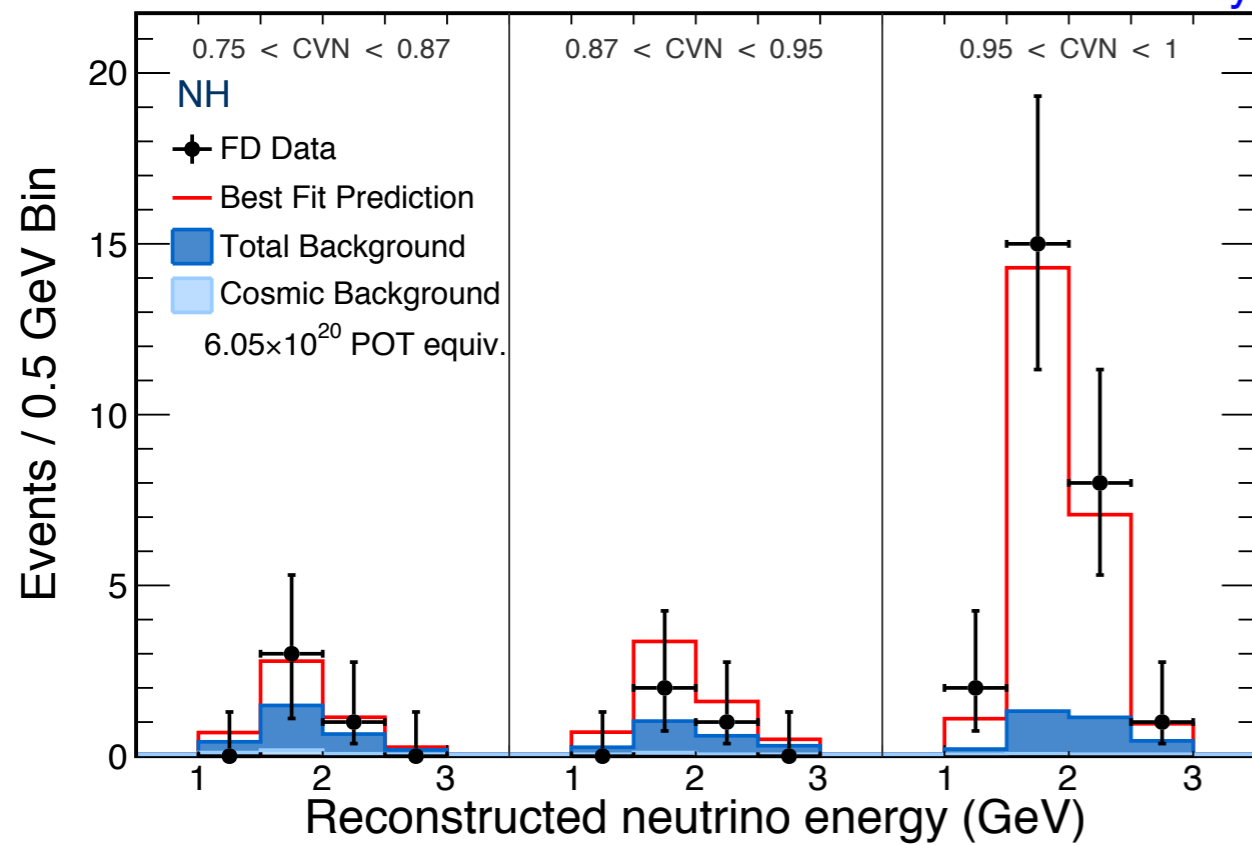 0.75 < CVN < 0.87
0.87 < CVN < 0.95
0.95 < CVN < 1
NH
FD Data
Best Fit Prediction
Total Background
Cosmic Background
6.05×10²⁰ POT equiv.
Events / 0.5 GeV Bin
20
15
10
5
0
1 2 3 1 2 3 1 2 3
Reconstructed neutrino energy (GeV)